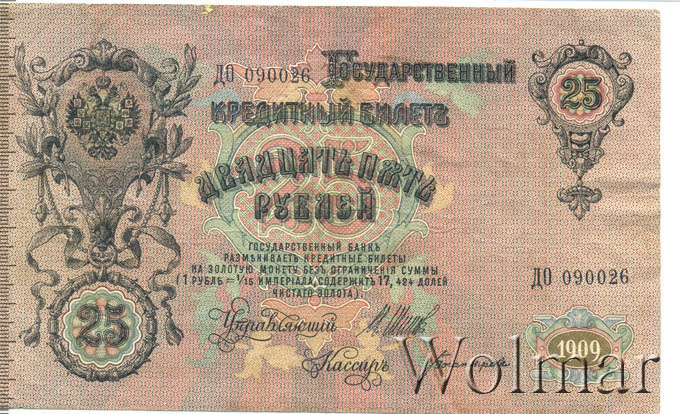 ДО 090026 Государственный
Кредитный Билетъ
25
Двадцать пять
25
Рублей
Государственный Банкъ
размѣниваетъ кредитные билеты
на золотую монету безъ ограниченія суммы
(1 рубль = 1/15 имперіала, содержитъ 17,424 долей
чистаго золота).
ДО 090026
25
Управляющій
Кассиръ
1909
Wolmar